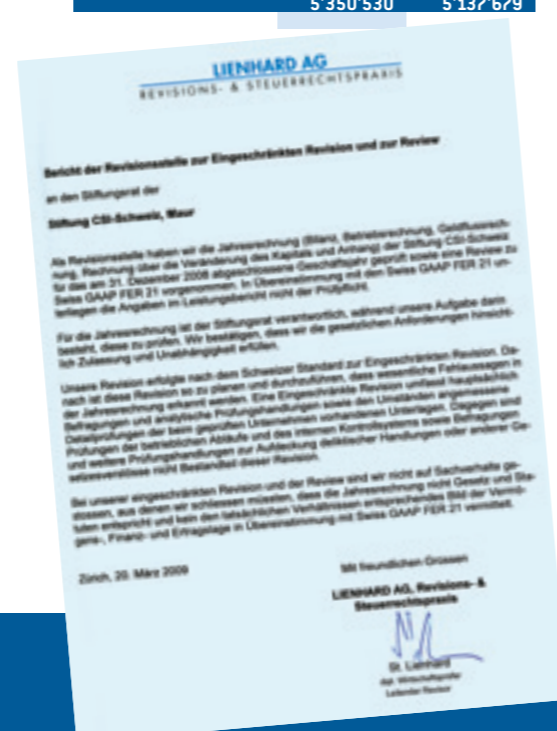 5'350'530 5'137'679
LIENHARD AG
REVISIONS- & STEUERRECHTSPRAXIS
Bericht der Revisionsstelle zur Eingeschränkten Revision und zur Review
an den Stiftungsrat der
Stiftung CSI-Schweiz, Maur
Als Revisionsstelle haben wir die Jahresrechnung (Bilanz, Betriebsrechnung, Geldflussrech-
nung, Rechnung über die Veränderung des Kapitals und Anhang) der Stiftung CSI-Schweiz
für das am 31. Dezember 2008 abgeschlossene Geschäftsjahr geprüft sowie eine Review zu
Swiss GAAP FER 21 vorgenommen. In Übereinstimmung mit den Swiss GAAP FER 21 un-
terliegen die Angaben im Leistungsbericht nicht der Prüfpflicht.
Für die Jahresrechnung ist der Stiftungsrat verantwortlich, während unsere Aufgabe darin
besteht, diese zu prüfen. Wir bestätigen, dass wir die gesetzlichen Anforderungen hinsicht-
lich Zulassung und Unabhängigkeit erfüllen.
Unsere Revision erfolgte nach dem Schweizer Standard zur Eingeschränkten Revision. Da-
nach ist diese Revision so zu planen und durchzuführen, dass wesentliche Fehlaussagen in
der Jahresrechnung erkannt werden. Eine Eingeschränkte Revision umfasst hauptsächlich
Befragungen und analytische Prüfungshandlungen sowie den Umständen angemessene
Detailprüfungen der beim geprüften Unternehmen vorhandenen Unterlagen. Dagegen sind
Prüfungen der betrieblichen Abläufe und des internen Kontrollsystems sowie Befragungen
und weitere Prüfungshandlungen zur Aufdeckung deliktischer Handlungen oder anderer Ge-
setzesverstösse nicht Bestandteil dieser Revision.
Bei unserer eingeschränkten Revision und der Review sind wir nicht auf Sachverhalte ge-
stossen, aus denen wir schliessen müssten, dass die Jahresrechnung nicht Gesetz und Sta-
tuten entspricht und kein den tatsächlichen Verhältnissen entsprechendes Bild der Vermö-
gens-, Finanz- und Ertragslage in Übereinstimmung mit Swiss GAAP FER 21 vermittelt.
Zürich, 20. März 2009
Mit freundlichen Grüssen
LIENHARD AG, Revisions- &
Steuerrechtspraxis
St. Lienhard
dipl. Wirtschaftsprüfer
Leitender Revisor